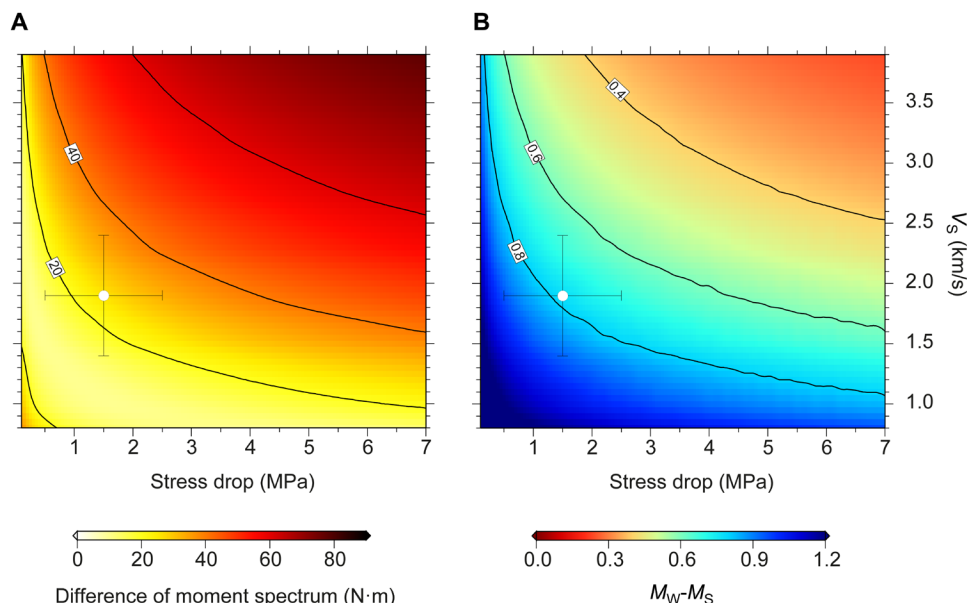 A
B
40
20
0.4
0.6
0.8
3.5
3.0
2.5
2.0
1.5
1.0
V_S (km/s)
1 2 3 4 5 6 7
1 2 3 4 5 6 7
Stress drop (MPa)
Stress drop (MPa)
0 20 40 60 80
0.0 0.3 0.6 0.9 1.2
Difference of moment spectrum (N·m)
M_W-M_S